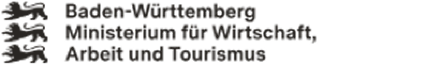 Baden-Württemberg
Ministerium für Wirtschaft,
Arbeit und Tourismus